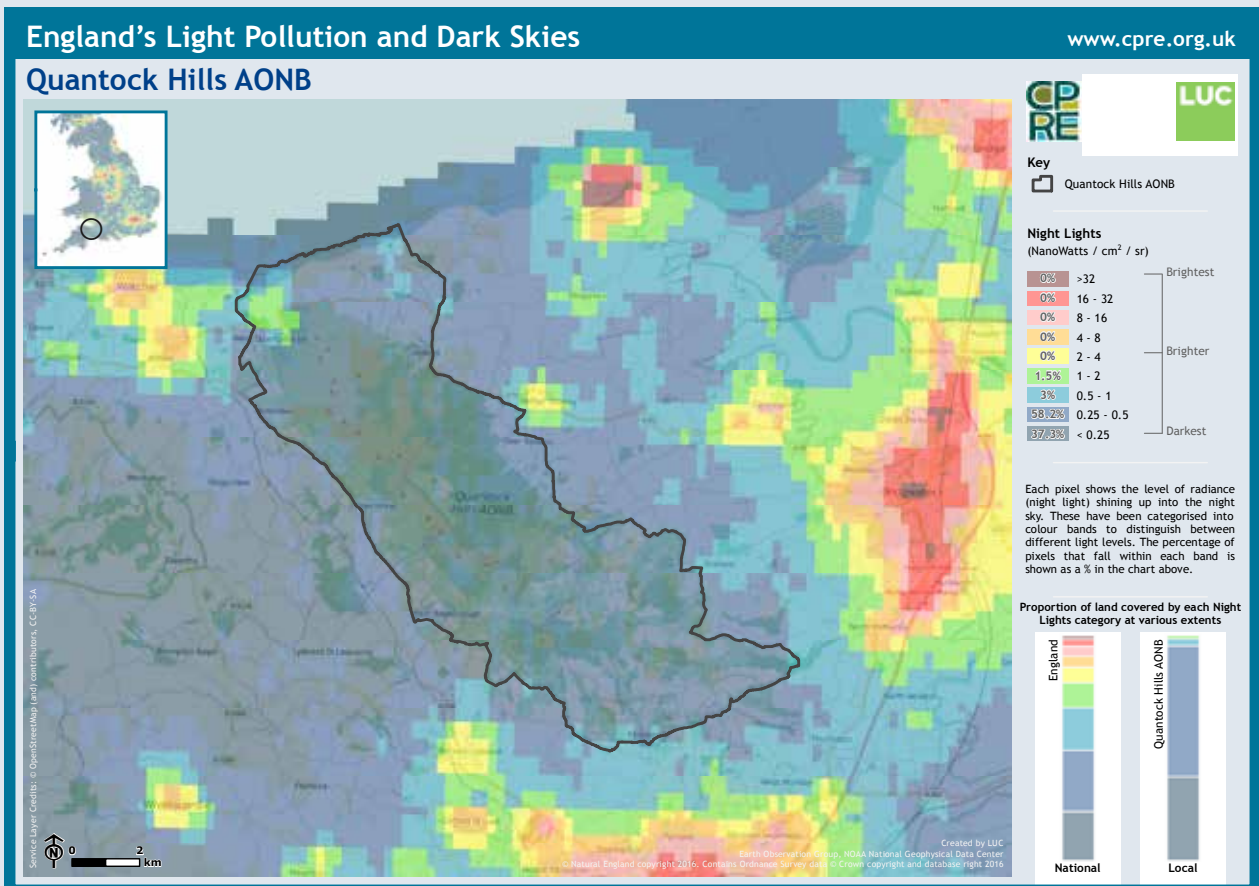 England's Light Pollution and Dark Skies
www.cpre.org.uk
Quantock Hills AONB
CP
RE
LUC
Key
Quantock Hills AONB
Night Lights
(NanoWatts / cm² / sr)
0% >32 Brightest
0% 16 - 32
0% 8 - 16
0% 4 - 8
0% 2 - 4 Brighter
1.5% 1 - 2
3% 0.5 - 1
58.2% 0.25 - 0.5
37.3% < 0.25 Darkest
Each pixel shows the level of radiance
(night light) shining up into the night
sky. These have been categorised into
colour bands to distinguish between
different light levels. The percentage of
pixels that fall within each band is
shown as a % in the chart above.
Proportion of land covered by each Night
Lights category at various extents
England
Quantock Hills AONB
National
Local
Quantock
Hills AONB
Watchet
Service Layer Credits: © OpenStreetMap (and) contributors, CC-BY-SA
N
0 2
km
Created by LUC
Earth Observation Group, NOAA National Geophysical Data Center
© Natural England copyright 2016, Contains Ordnance Survey data © Crown copyright and database right 2016